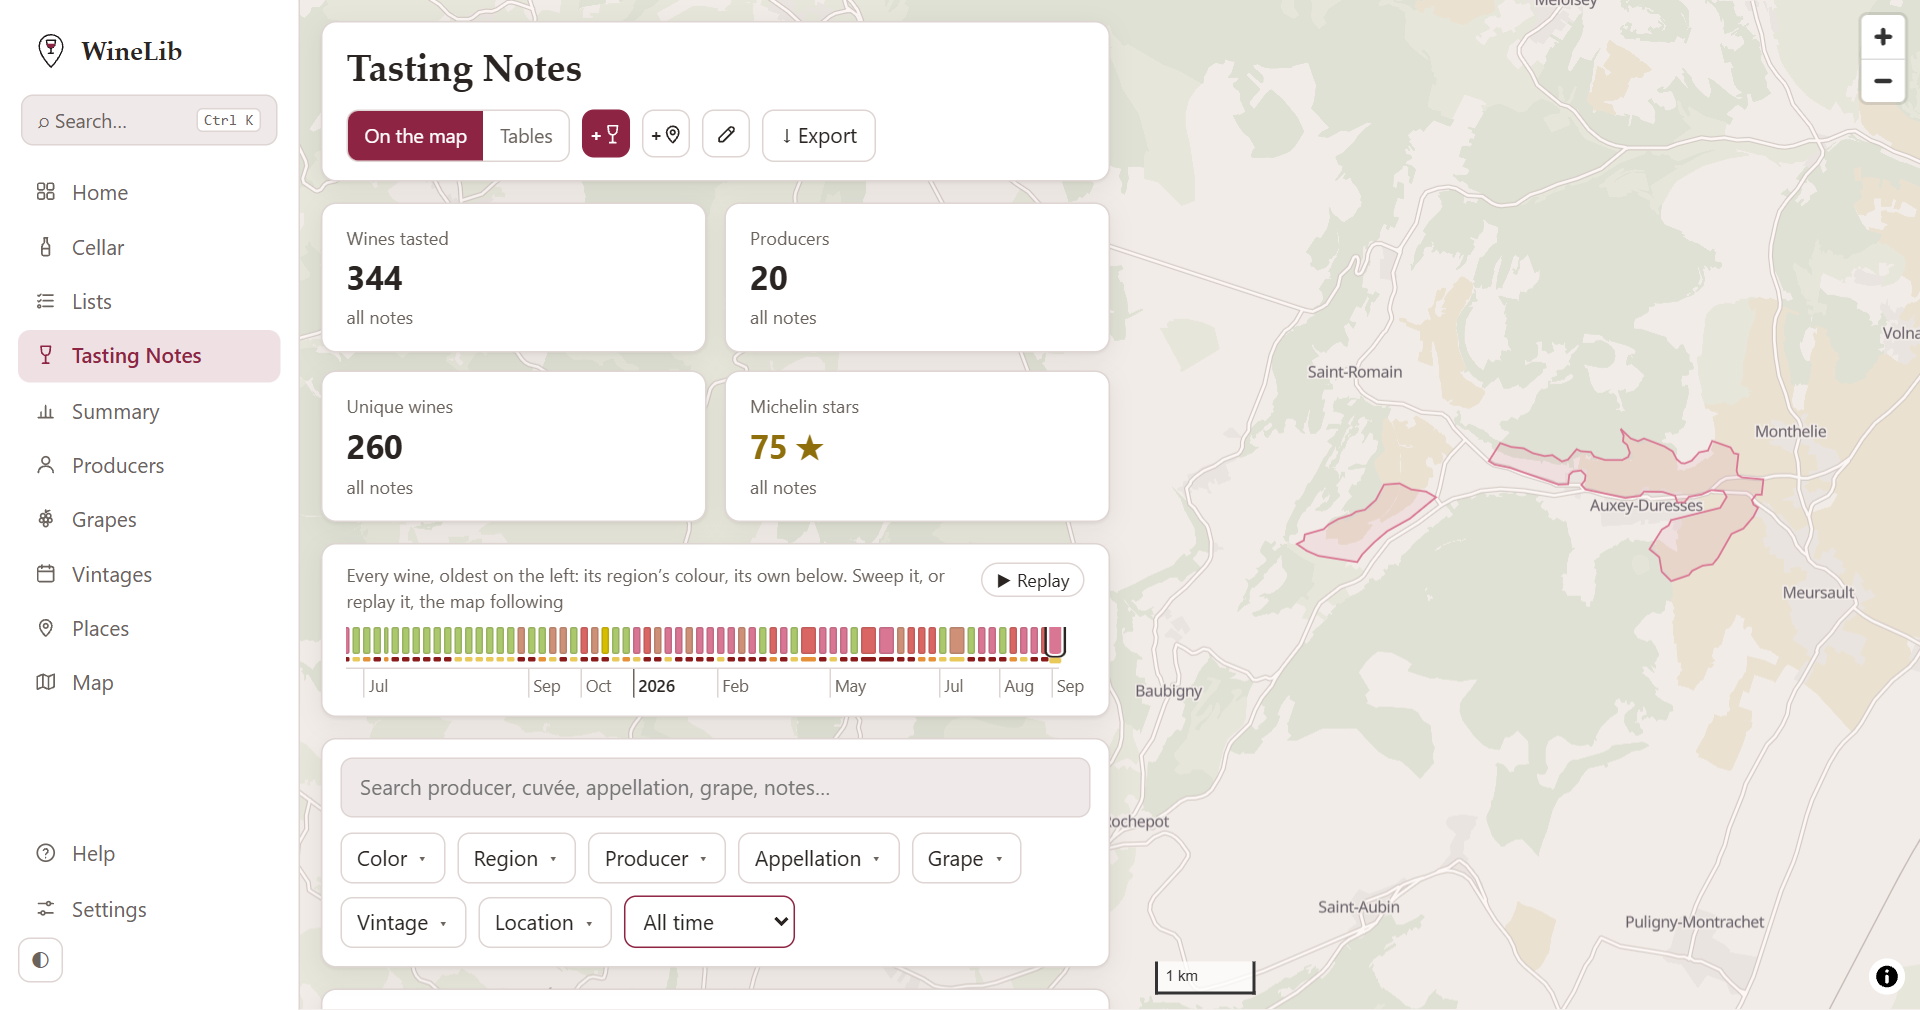 WineLib
Search...
Ctrl K
Home
Cellar
Lists
Tasting Notes
Summary
Producers
Grapes
Vintages
Places
Map
Help
Settings
Tasting Notes
On the map
Tables
+
+
↓ Export
Wines tasted
344
all notes
Producers
20
all notes
Unique wines
260
all notes
Michelin stars
75 ★
all notes
Every wine, oldest on the left: its region’s colour, its own below. Sweep it, or
replay it, the map following
▶ Replay
Jul
Sep
Oct
2026
Feb
May
Jul
Aug
Sep
Search producer, cuvée, appellation, grape, notes...
Color
Region
Producer
Appellation
Grape
Vintage
Location
All time
Meloisey
Volna
Saint-Romain
Monthelie
Auxey-Duresses
Meursault
Baubigny
ochepot
Saint-Aubin
Puligny-Montrachet
1 km